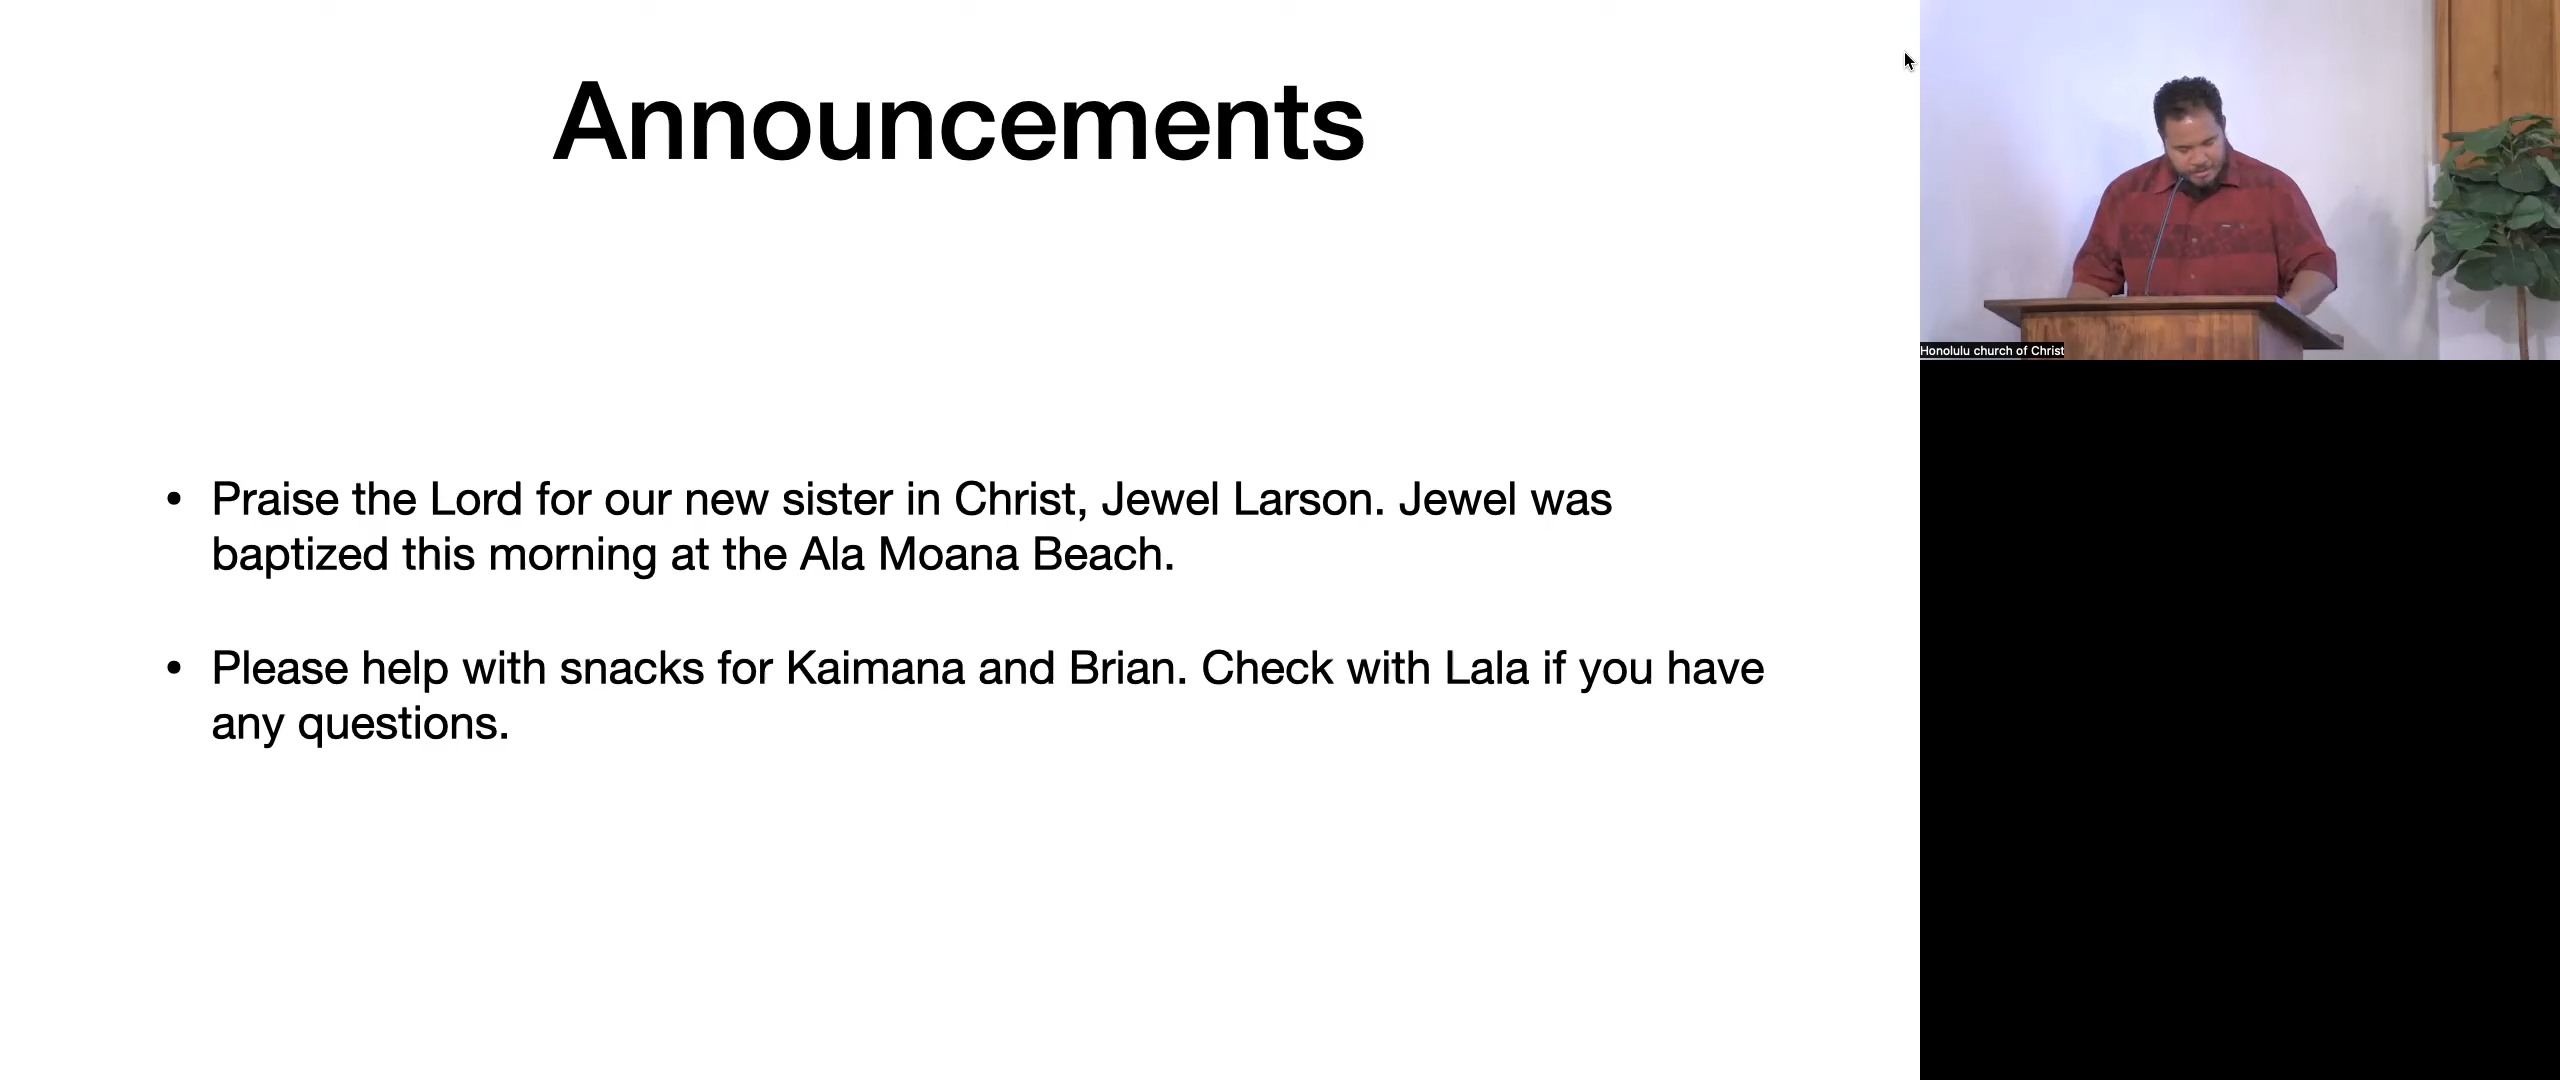 Announcements
• Praise the Lord for our new sister in Christ, Jewel Larson. Jewel was
baptized this morning at the Ala Moana Beach.
• Please help with snacks for Kaimana and Brian. Check with Lala if you have
any questions.
Honolulu church of Christ